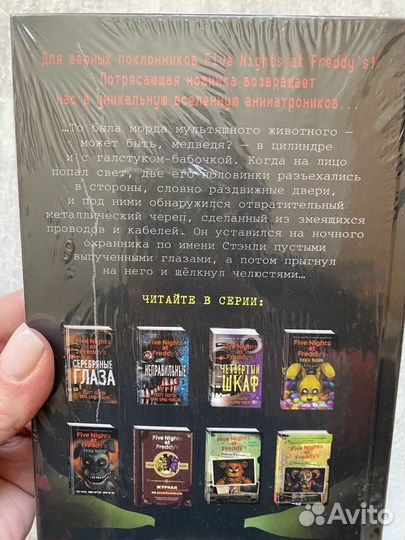 Для верных поклонников Five Nights at Freddy's!
Потрясающая новинка возвращает
нас в уникальную вселенную аниматроников...
…То была морда мультяшного животного —
может быть, медведя? — в цилиндре
и с галстуком-бабочкой. Когда на лицо
попал свет, две его половинки разъехались
в стороны, словно раздвижные двери,
и под ними обнаружился отвратительный
металлический череп, сделанный из змеящихся
проводов и кабелей. Он уставился на ночного
охранника по имени Стэнли пустыми
выпученными глазами, а потом прыгнул
на него и щёлкнул челюстями…
ЧИТАЙТЕ В СЕРИИ:
Five Nights at Freddy's
СЕРЕБРЯНЫЕ ГЛАЗА
Five Nights at Freddy's
НЕПРАВИЛЬНЫЕ
Five Nights at Freddy's
ЧЕТВЕРТЫЙ ШКАФ
Five Nights at Freddy's
Five Nights at Freddy's
Five Nights at Freddy's
ЖУРНАЛ
Five Nights at Freddy's
Five Nights at Freddy's
Avito